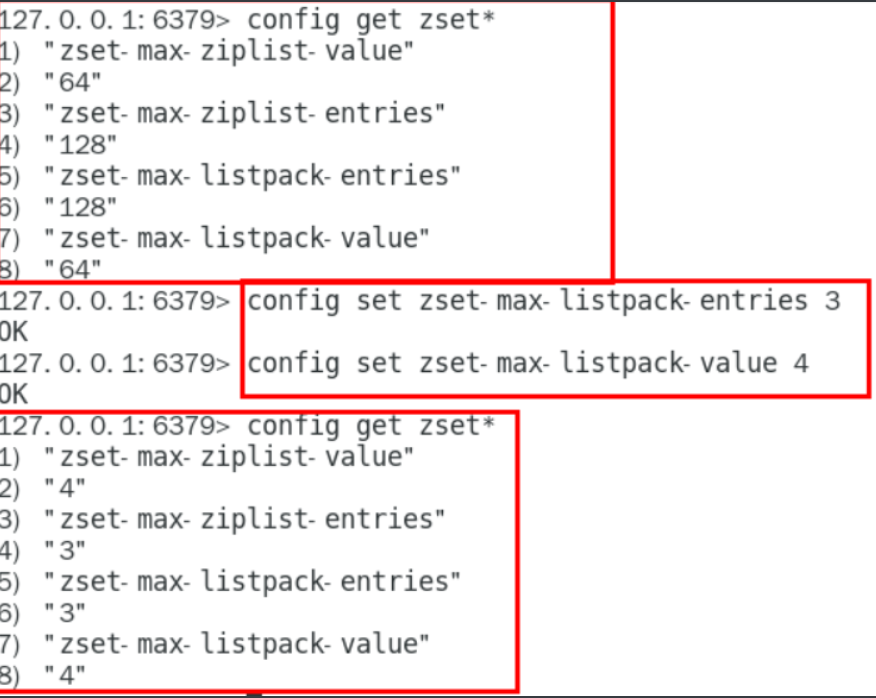 127.0.0.1:6379> config get zset*
1) "zset-max-ziplist-value"
2) "64"
3) "zset-max-ziplist-entries"
4) "128"
5) "zset-max-listpack-entries"
6) "128"
7) "zset-max-listpack-value"
8) "64"
127.0.0.1:6379> config set zset-max-listpack-entries 3
OK
127.0.0.1:6379> config set zset-max-listpack-value 4
OK
127.0.0.1:6379> config get zset*
1) "zset-max-ziplist-value"
2) "4"
3) "zset-max-ziplist-entries"
4) "3"
5) "zset-max-listpack-entries"
6) "3"
7) "zset-max-listpack-value"
8) "4"